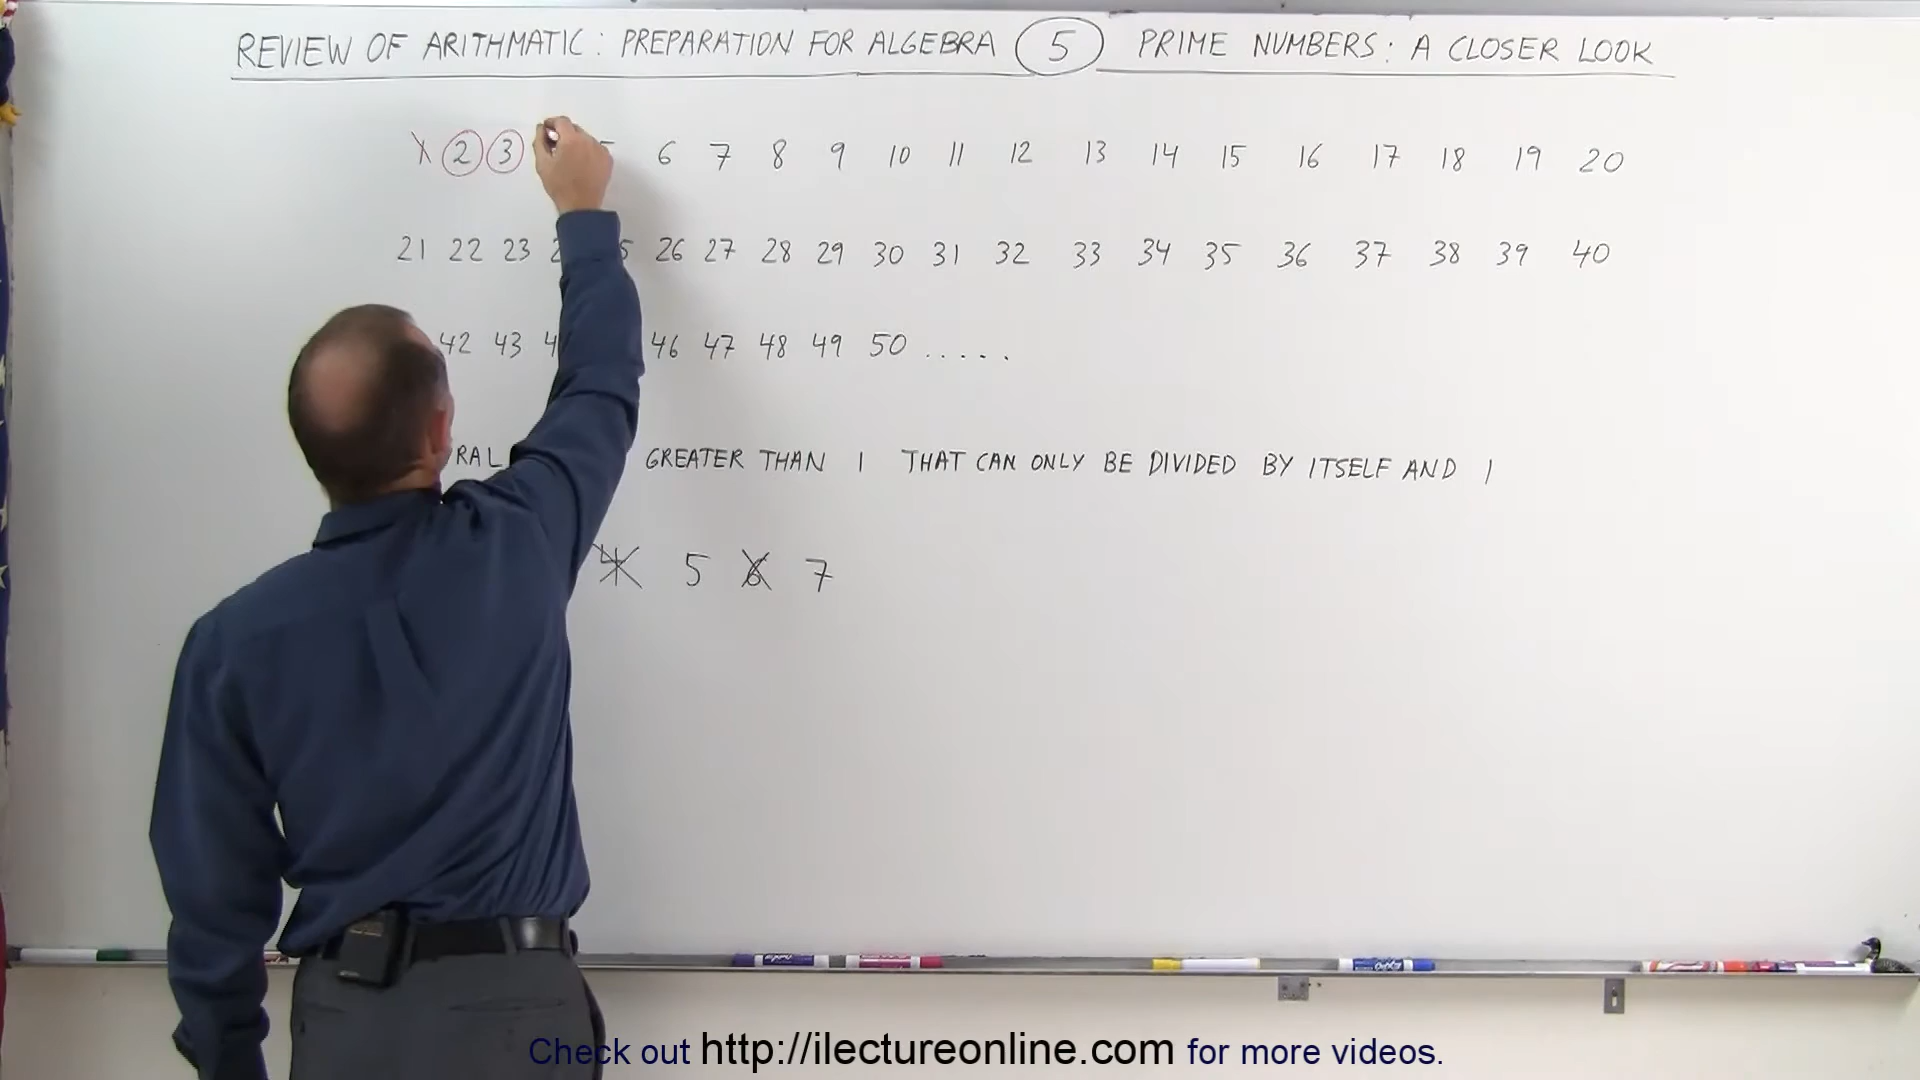 REVIEW OF ARITHMATIC: PREPARATION FOR ALGEBRA 5 PRIME NUMBERS: A CLOSER LOOK
2 3 6 7 8 9 10 11 12 13 14 15 16 17 18 19 20
21 22 23 26 27 28 29 30 31 32 33 34 35 36 37 38 39 40
42 43 46 47 48 49 50 .....
GREATER THAN 1 THAT CAN ONLY BE DIVIDED BY ITSELF AND 1
4 5 6 7
Check out http://ilectureonline.com for more videos.